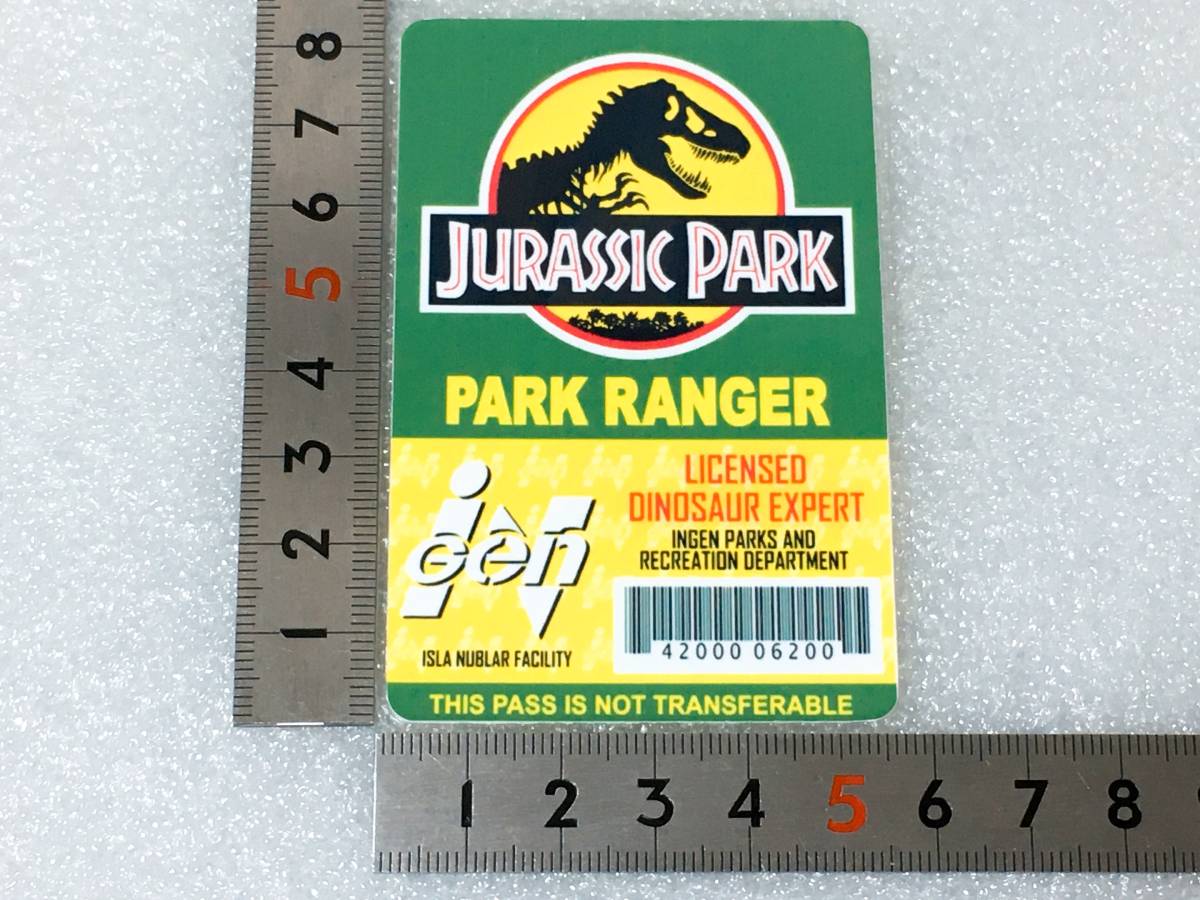 JURASSIC PARK
PARK RANGER
inGen
ISLA NUBLAR FACILITY
LICENSED
DINOSAUR EXPERT
INGEN PARKS AND
RECREATION DEPARTMENT
42000 06200
THIS PASS IS NOT TRANSFERABLE
8
7
6
5
4
3
2
1
1 2 3 4 5 6 7 8